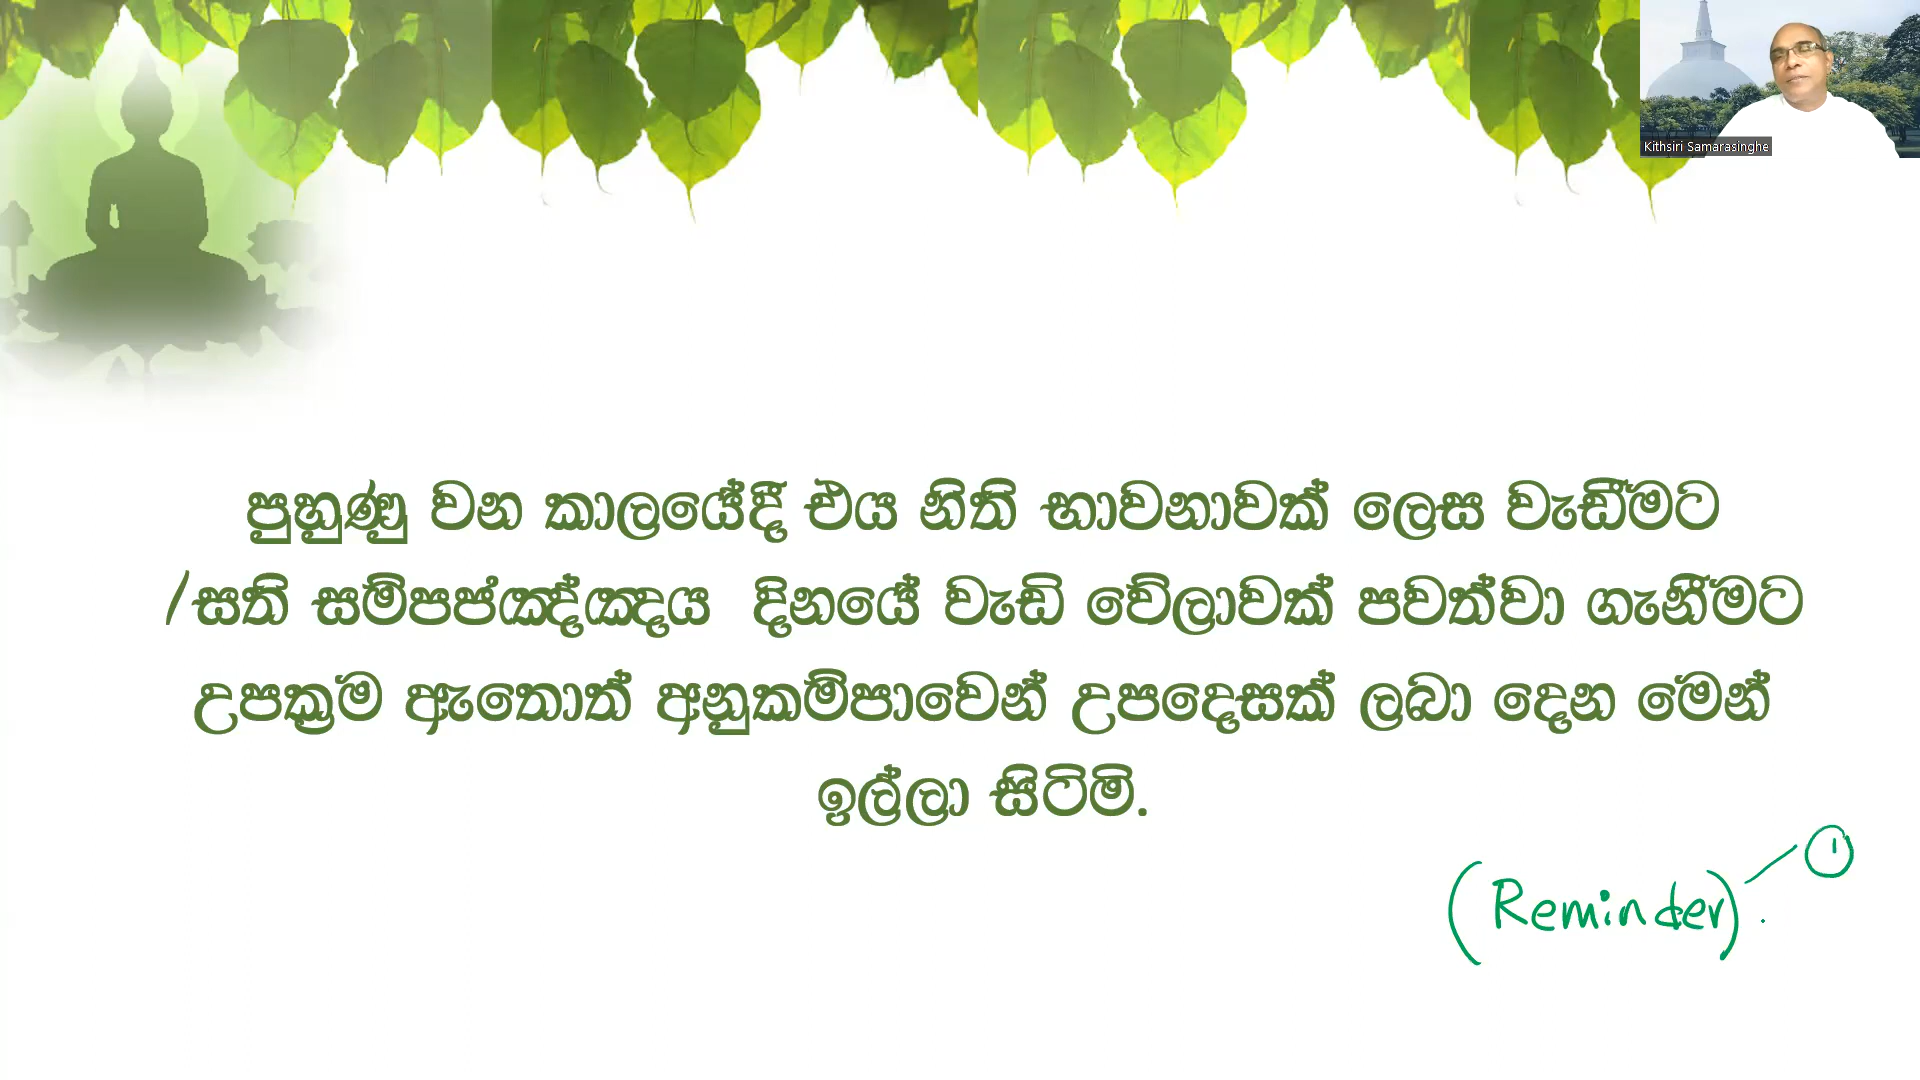 Kithsiri Samarasinghe
පුහුණු වන කාලයේදී එය නිති භාවනාවක් ලෙස වැඩීමට
/සති සම්පජ්ඤ්ඤය දිනයේ වැඩි වේලාවක් පවත්වා ගැනීමට
උපක්‍රම ඇතොත් අනුකම්පාවෙන් උපදෙසක් ලබා දෙන මෙන්
ඉල්ලා සිටිමි.
(Reminder). 1